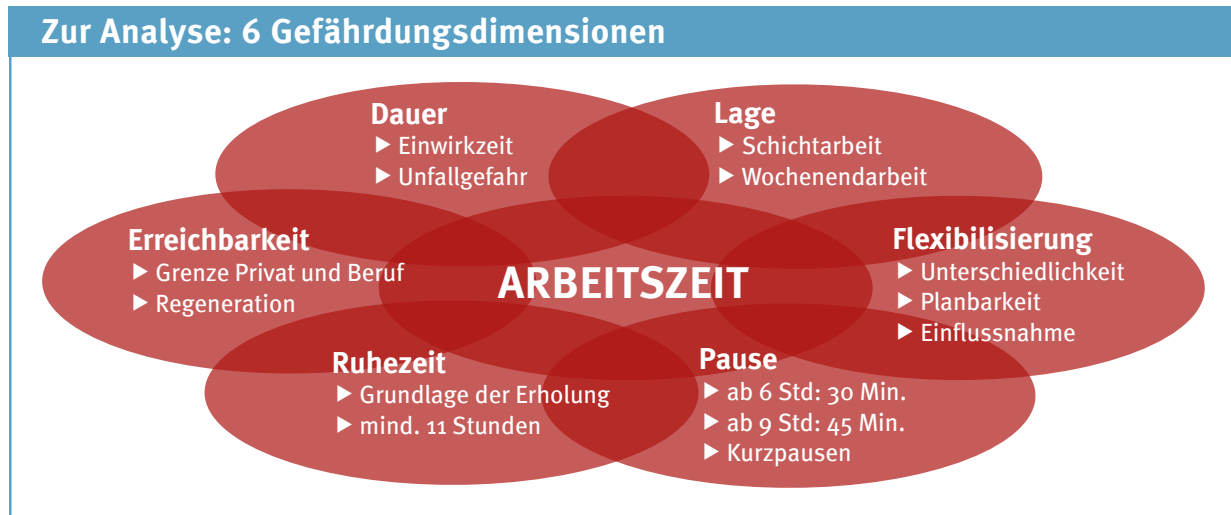 Zur Analyse: 6 Gefährdungsdimensionen
Dauer
▶ Einwirkzeit
▶ Unfallgefahr
Lage
▶ Schichtarbeit
▶ Wochenendarbeit
Erreichbarkeit
▶ Grenze Privat und Beruf
▶ Regeneration
ARBEITSZEIT
Flexibilisierung
▶ Unterschiedlichkeit
▶ Planbarkeit
▶ Einflussnahme
Ruhezeit
▶ Grundlage der Erholung
▶ mind. 11 Stunden
Pause
▶ ab 6 Std: 30 Min.
▶ ab 9 Std: 45 Min.
▶ Kurzpausen